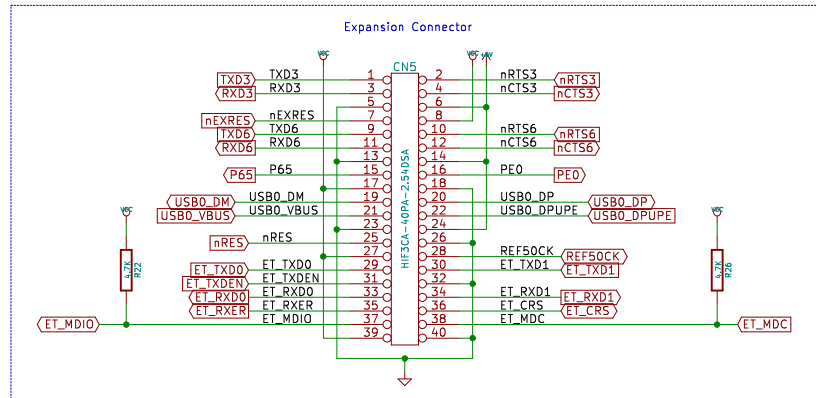 Expansion Connector
VCC
VCC
+5V
CN5
TXD3 TXD3 1 2 nRTS3 nRTS3
RXD3 RXD3 3 4 nCTS3 nCTS3
5 6
nEXRES nEXRES 7 8
TXD6 TXD6 9 10 nRTS6 nRTS6
RXD6 RXD6 11 12 nCTS6 nCTS6
13 14
P65 P65 15 16 PE0 PE0
17 18
USB0_DM USB0_DM 19 20 USB0_DP USB0_DP
USB0_VBUS USB0_VBUS 21 22 USB0_DPUPE USB0_DPUPE
VCC 23 24 VCC
nRES nRES 25 26
27 28 REF50CK REF50CK
ET_TXD0 ET_TXD0 29 30 ET_TXD1 ET_TXD1
ET_TXDEN ET_TXDEN 31 32
ET_RXD0 ET_RXD0 33 34 ET_RXD1 ET_RXD1
ET_RXER ET_RXER 35 36 ET_CRS ET_CRS
ET_MDIO ET_MDIO 37 38 ET_MDC ET_MDC
39 40
HIF3CA-40PA-2.54DSA
4.7K
R22
4.7K
R26